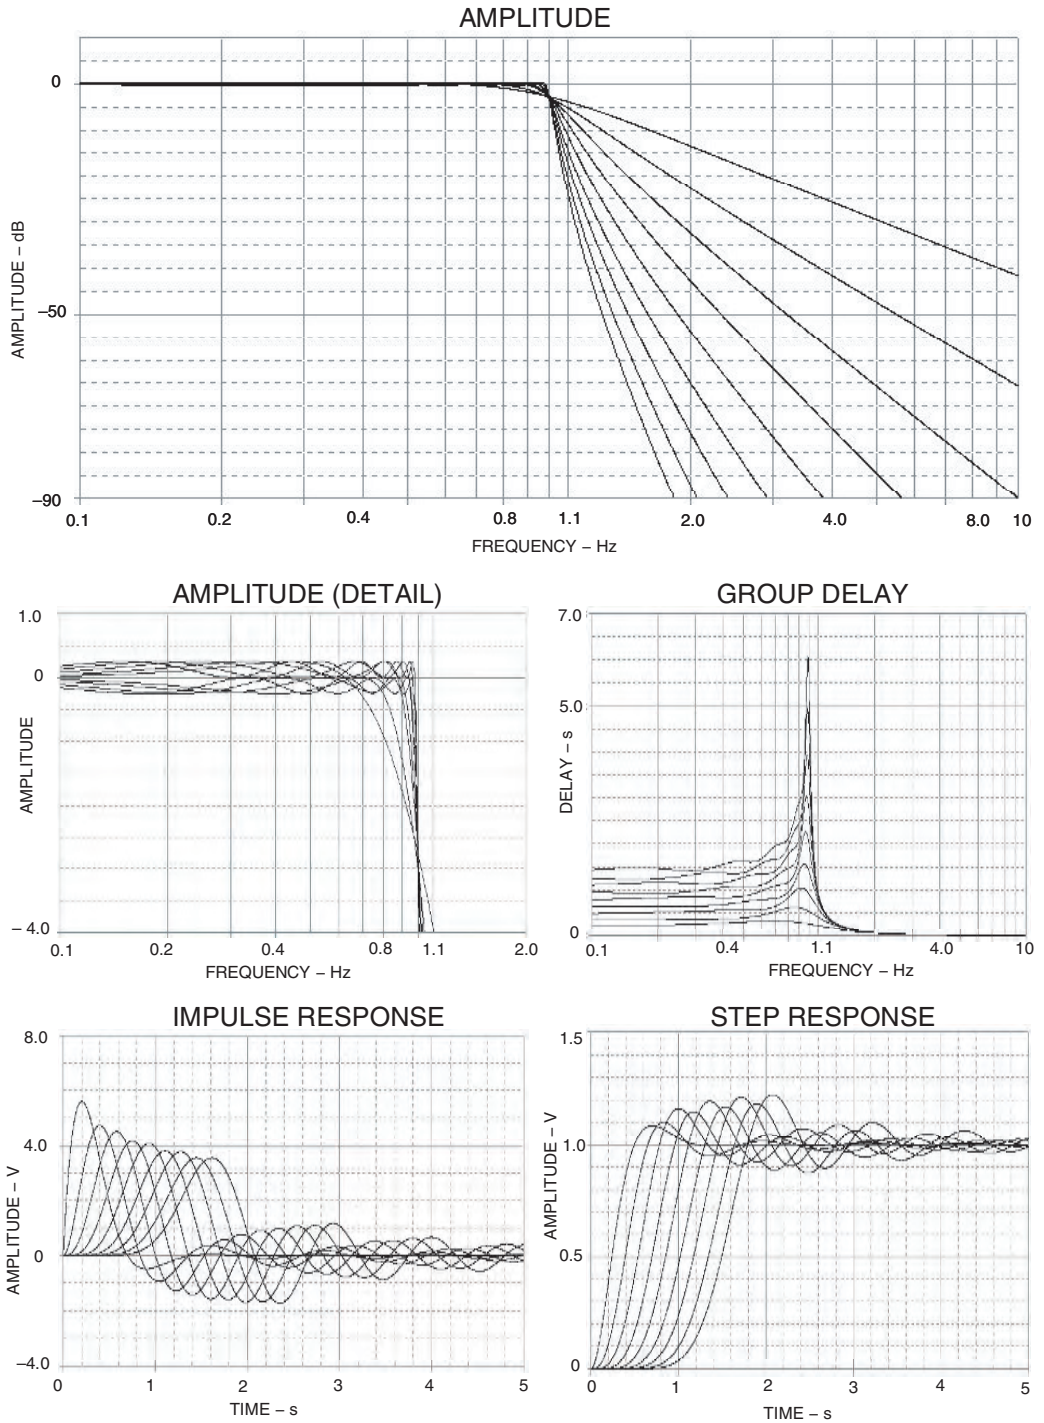 AMPLITUDE
0
–50
–90
AMPLITUDE – dB
0.1 0.2 0.4 0.8 1.1 2.0 4.0 8.0 10
FREQUENCY – Hz
AMPLITUDE (DETAIL)
1.0
0
– 4.0
AMPLITUDE
0.1 0.2 0.4 0.8 1.1 2.0
FREQUENCY – Hz
GROUP DELAY
7.0
5.0
0
DELAY – s
0.1 0.4 1.1 4.0 10
FREQUENCY – Hz
IMPULSE RESPONSE
8.0
4.0
0
–4.0
AMPLITUDE – V
0 1 2 3 4 5
TIME – s
STEP RESPONSE
1.5
1.0
0.5
0
AMPLITUDE – V
0 1 2 3 4 5
TIME – s